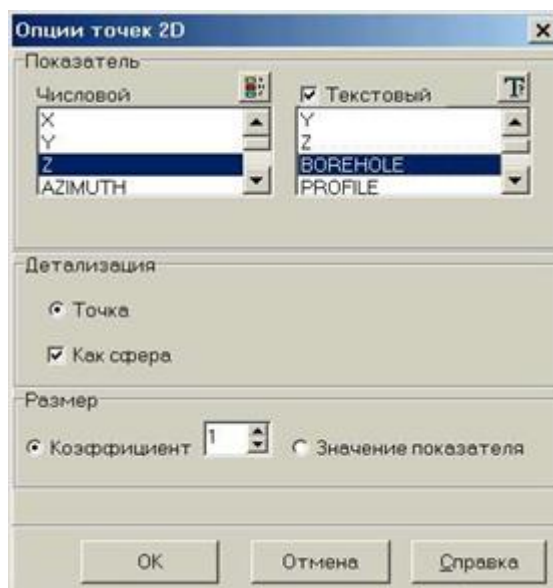 Опции точек 2D
Показатель
Числовой
Текстовый
X
Y
Z
AZIMUTH
Y
Z
BOREHOLE
PROFILE
Детализация
Точка
Как сфера
Размер
Коэффициент 1 Значение показателя
OK Отмена Справка